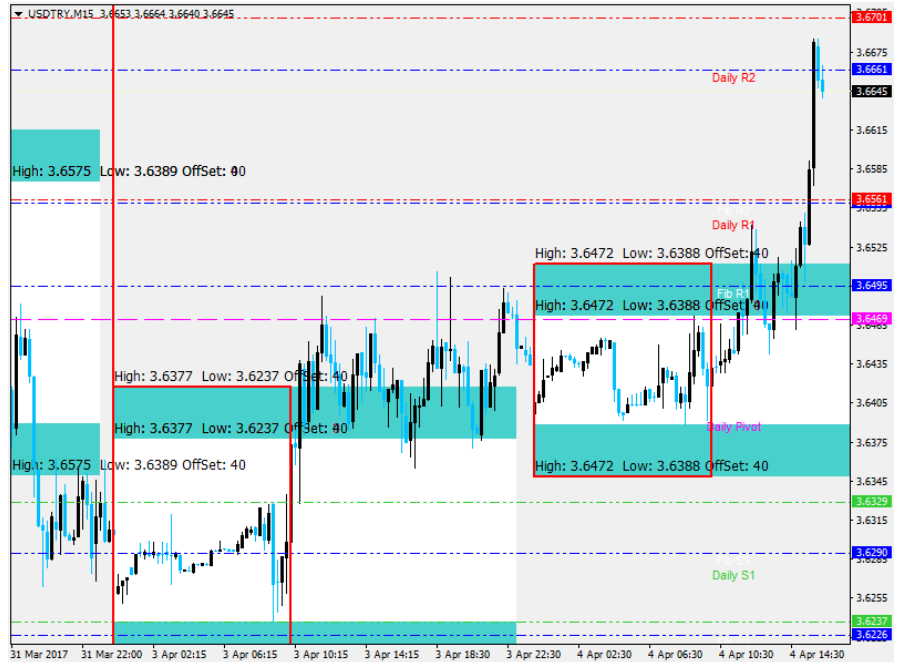 USDTRY,M15 3.6653 3.6664 3.6640 3.6645
3.6701
3.6675
3.6661
Daily R2
3.6645
3.6615
High: 3.6575 Low: 3.6389 OffSet: 40
3.6585
3.6561
Daily R1
3.6525
High: 3.6472 Low: 3.6388 OffSet: 40
3.6495
Fib R1
High: 3.6472 Low: 3.6388 OffSet: 40
3.6469
3.6465
High: 3.6377 Low: 3.6237 OffSet: 40
3.6435
3.6405
High: 3.6377 Low: 3.6237 OffSet: 40
Daily Pivot
3.6375
High: 3.6575 Low: 3.6389 OffSet: 40
High: 3.6472 Low: 3.6388 OffSet: 40
3.6345
3.6329
3.6315
3.6290
3.6285
Daily S1
3.6255
3.6237
3.6226
31 Mar 2017 31 Mar 22:00 3 Apr 02:15 3 Apr 06:15 3 Apr 10:15 3 Apr 14:15 3 Apr 18:30 3 Apr 22:30 4 Apr 02:30 4 Apr 06:30 4 Apr 10:30 4 Apr 14:30